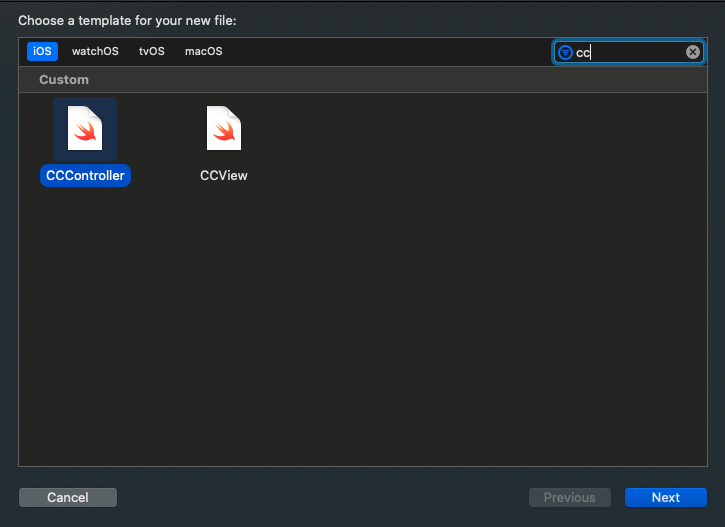 Choose a template for your new file:
iOS watchOS tvOS macOS cc
Custom
CCController CCView
Cancel Previous Next